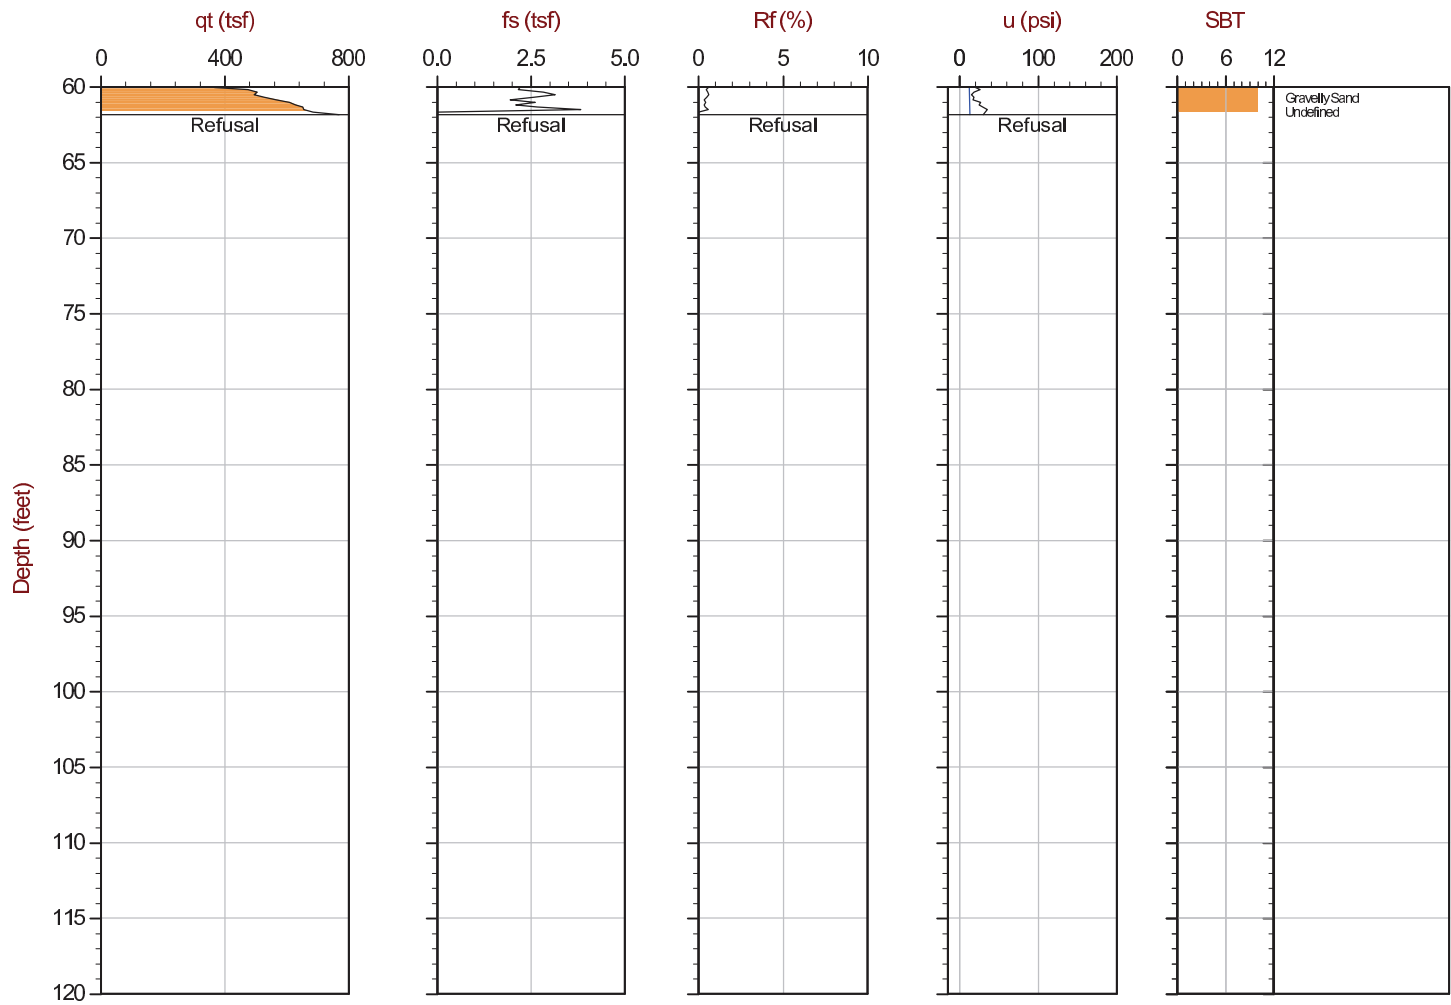 qt (tsf) fs (tsf) Rf (%) u (psi) SBT
0 400 800 0.0 2.5 5.0 0 5 10 0 100 200 0 6 12
60
Gravelly Sand
Undefined
Refusal Refusal Refusal Refusal
65
70
75
80
85
Depth (feet)
90
95
100
105
110
115
120